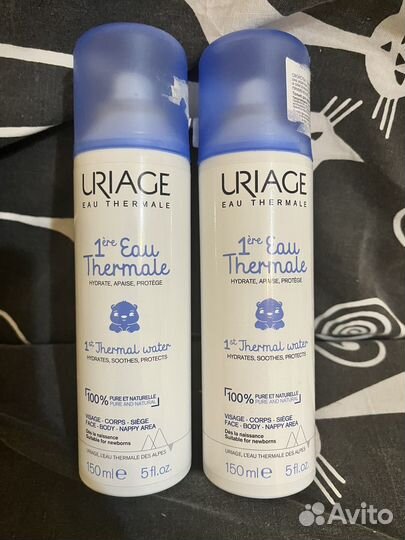 URIAGE
EAU THERMALE
1ère Eau
Thermale
HYDRATE, APAISE, PROTÈGE
1st Thermal water
HYDRATES, SOOTHES, PROTECTS
100% PURE ET NATURELLE
PURE AND NATURAL
VISAGE - CORPS - SIÈGE
FACE - BODY - NAPPY AREA
Dès la naissance
Suitable for newborns
URIAGE, L'EAU THERMALE DES ALPES
150 ml e 5 fl.oz.
URIAGE
EAU THERMALE
1ère Eau
Thermale
HYDRATE, APAISE, PROTÈGE
1st Thermal water
HYDRATES, SOOTHES, PROTECTS
100% PURE ET NATURELLE
PURE AND NATURAL
VISAGE - CORPS - SIÈGE
FACE - BODY - NAPPY AREA
Dès la naissance
Suitable for newborns
URIAGE, L'EAU THERMALE DES ALPES
150 ml e 5 fl.oz.
Avito